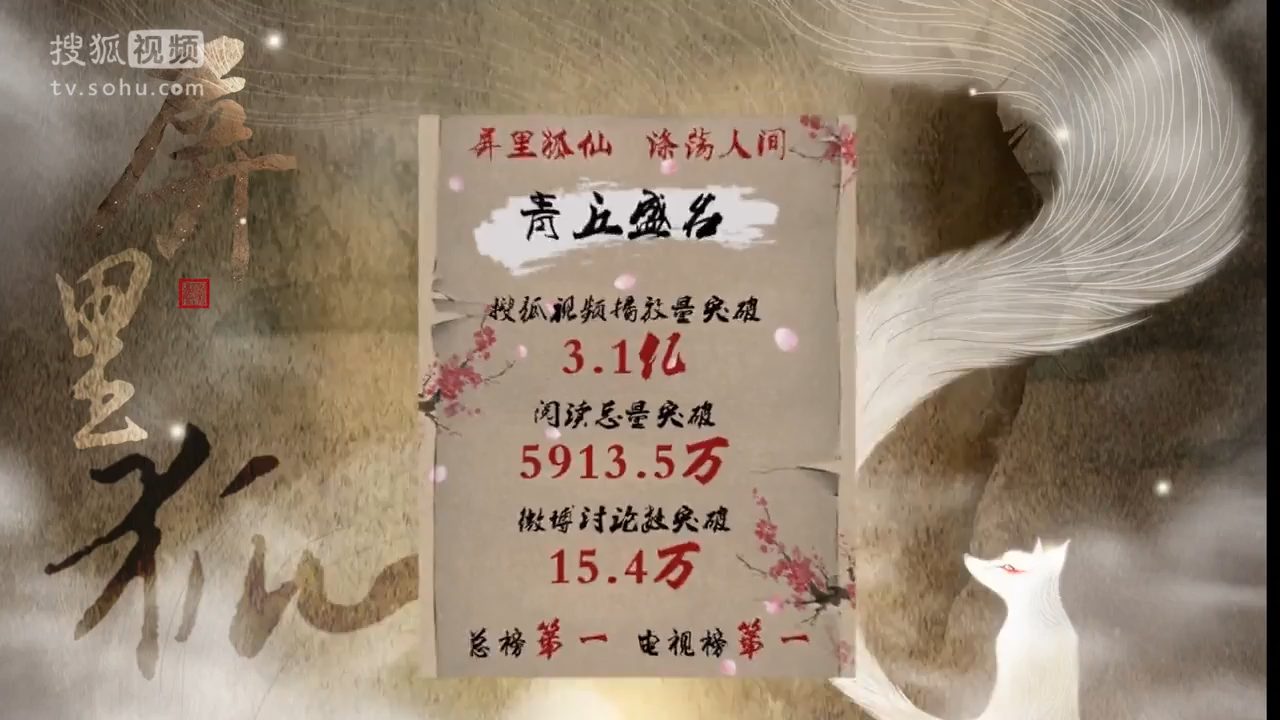 搜狐视频
tv.sohu.com
屏里狐
屏里狐仙 涤荡人间
青丘盛名
搜狐视频播放量突破
3.1亿
阅读总量突破
5913.5万
微博讨论数突破
15.4万
总榜第一 电视榜第一